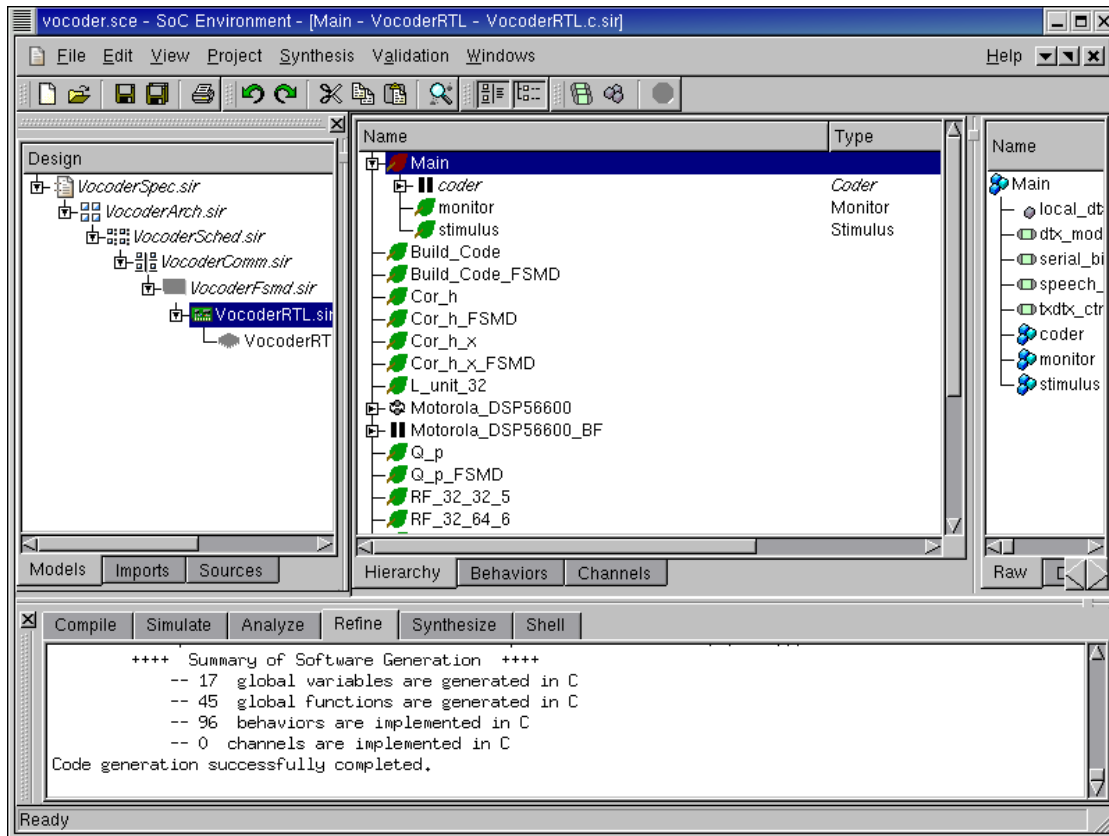 vocoder.sce - SoC Environment - [Main - VocoderRTL - VocoderRTL.c.sir]
File Edit View Project Synthesis Validation Windows Help
Design
VocoderSpec.sir
VocoderArch.sir
VocoderSched.sir
VocoderComm.sir
VocoderFsmd.sir
VocoderRTL.sir
VocoderRT
Models Imports Sources
Name Type
Main
coder Coder
monitor Monitor
stimulus Stimulus
Build_Code
Build_Code_FSMD
Cor_h
Cor_h_FSMD
Cor_h_x
Cor_h_x_FSMD
L_unit_32
Motorola_DSP56600
Motorola_DSP56600_BF
Q_p
Q_p_FSMD
RF_32_32_5
RF_32_64_6
Hierarchy Behaviors Channels
Name
Main
local_dt
dtx_mod
serial_bi
speech_
txdtx_ctr
coder
monitor
stimulus
Raw
Compile Simulate Analyze Refine Synthesize Shell
++++ Summary of Software Generation ++++
-- 17 global variables are generated in C
-- 45 global functions are generated in C
-- 96 behaviors are implemented in C
-- 0 channels are implemented in C
Code generation successfully completed.
Ready